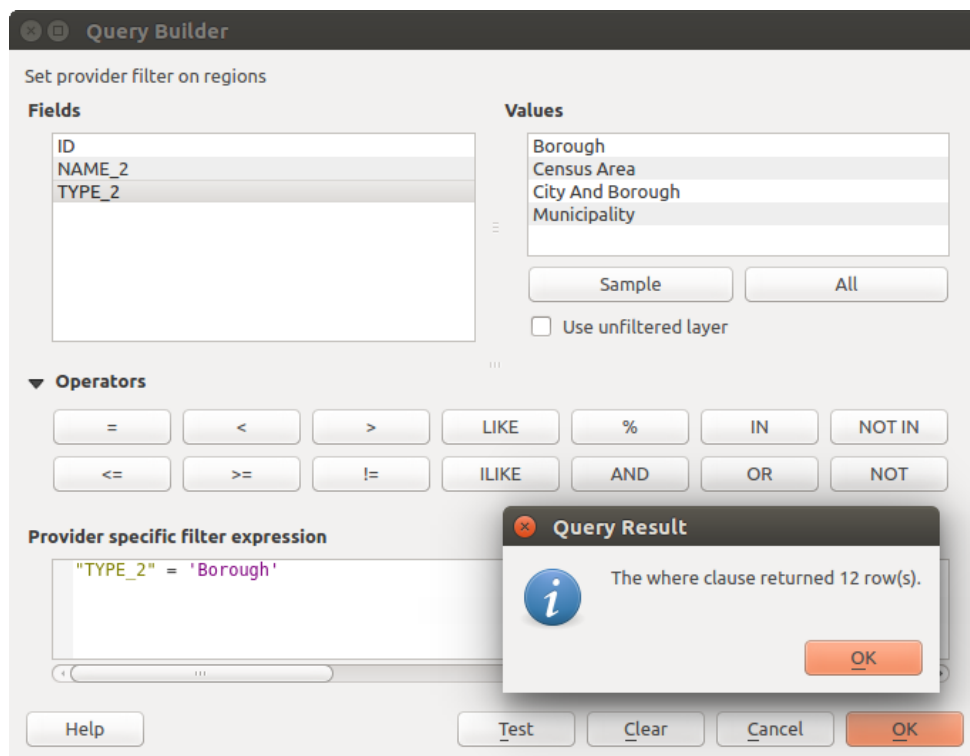 Query Builder
Set provider filter on regions
Fields
Values
ID
NAME_2
TYPE_2
Borough
Census Area
City And Borough
Municipality
Sample
All
Use unfiltered layer
Operators
=
<
>
LIKE
%
IN
NOT IN
<=
>=
!=
ILIKE
AND
OR
NOT
Provider specific filter expression
"TYPE_2" = 'Borough'
Query Result
The where clause returned 12 row(s).
OK
Help
Test
Clear
Cancel
OK